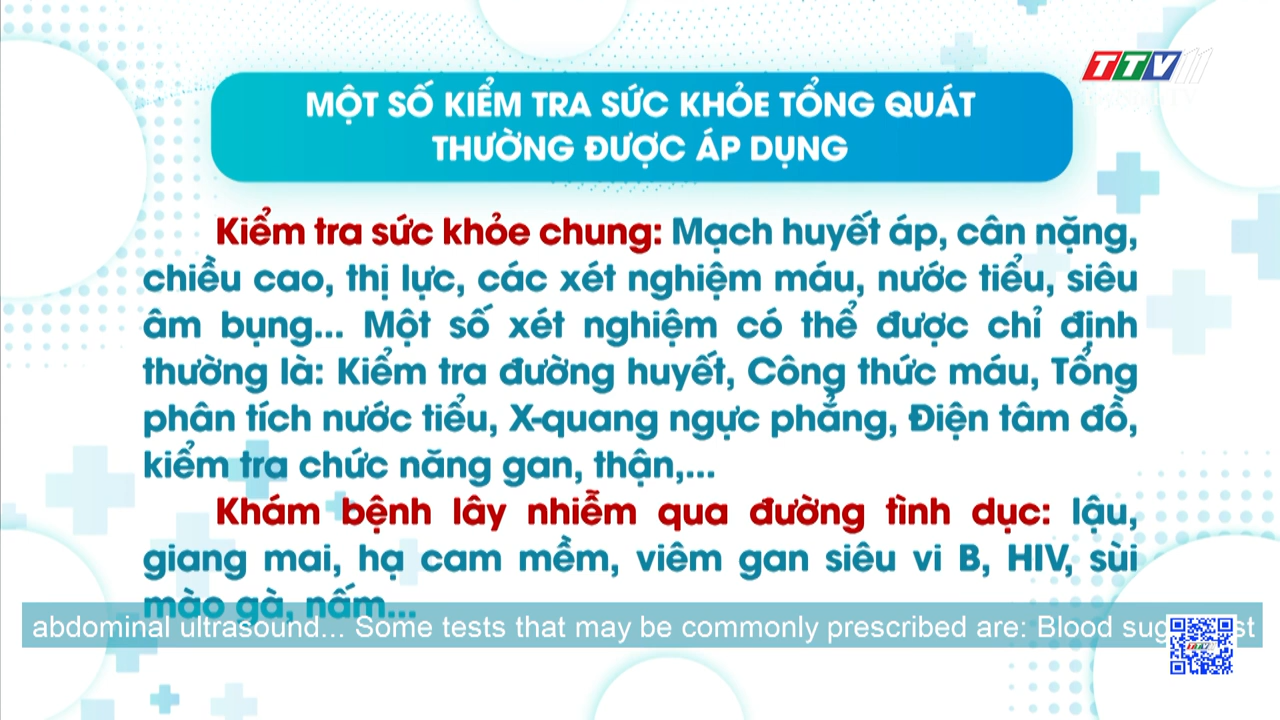 TTV11
MỘT SỐ KIỂM TRA SỨC KHỎE TỔNG QUÁT
THƯỜNG ĐƯỢC ÁP DỤNG
Kiểm tra sức khỏe chung: Mạch huyết áp, cân nặng,
chiều cao, thị lực, các xét nghiệm máu, nước tiểu, siêu
âm bụng... Một số xét nghiệm có thể được chỉ định
thường là: Kiểm tra đường huyết, Công thức máu, Tổng
phân tích nước tiểu, X-quang ngực phẳng, Điện tâm đồ,
kiểm tra chức năng gan, thận,...
Khám bệnh lây nhiễm qua đường tình dục: lậu,
giang mai, hạ cam mềm, viêm gan siêu vi B, HIV, sùi
mào gà, nấm...
abdominal ultrasound... Some tests that may be commonly prescribed are: Blood